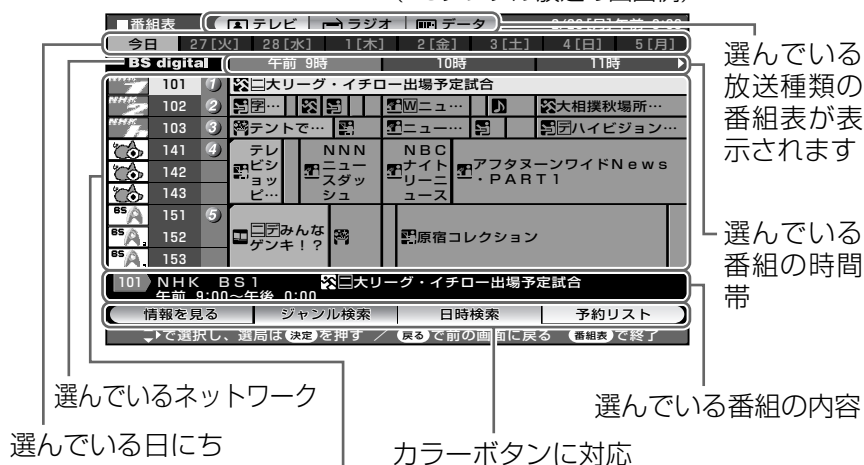 ■番組表 テレビ ラジオ データ
今日 27[火] 28[水] 1[木] 2[金] 3[土] 4[日] 5[月]
BS digital 午前 9時 10時 11時
101 1 二大リーグ・イチロー出場予定試合
102 2 字… Wニュ… ♪ 大相撲秋場所…
103 3 テントで… ニュー… デハイビジョン…
141 4 テレビショッピ… NNNニュースダッシュ NBCナイトリーニュース アフタヌーンワイドNews・PART1
142
143
151 5
152 二デみんなゲンキ!? 原宿コレクション
153
101 NHK BS1 二大リーグ・イチロー出場予定試合
午前 9:00~午後 0:00
情報を見る ジャンル検索 日時検索 予約リスト
で選択し、選局は 決定 を押す / 戻る で前の画面に戻る 番組表 で終了
選んでいる
放送種類の
番組表が表
示されます
選んでいる
番組の時間
帯
選んでいるネットワーク
選んでいる番組の内容
選んでいる日にち
カラーボタンに対応